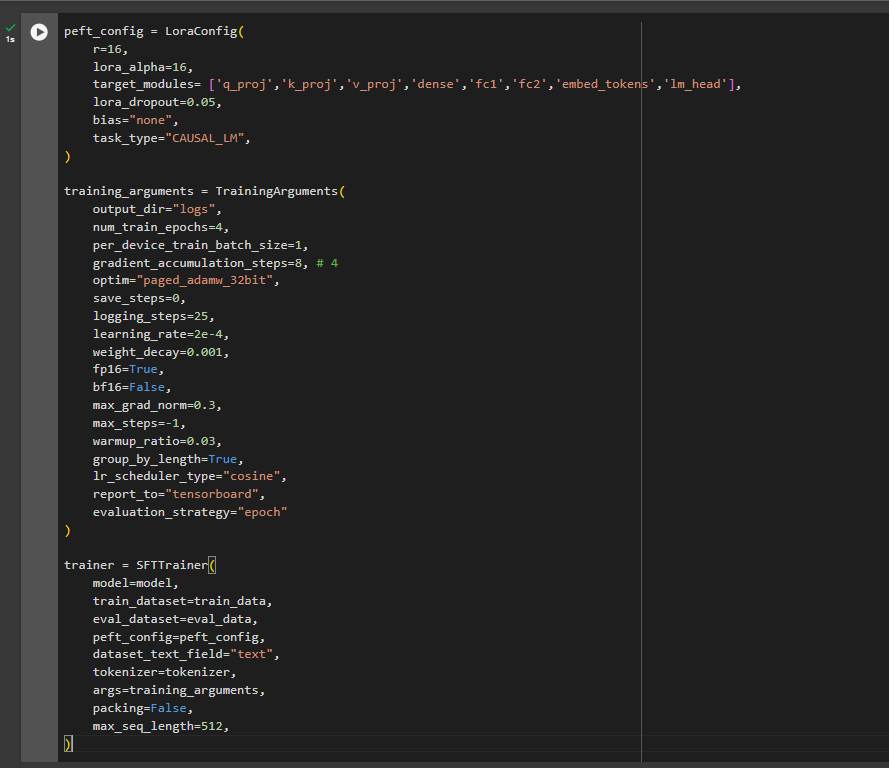 1s
peft_config = LoraConfig(
    r=16,
    lora_alpha=16,
    target_modules= ['q_proj','k_proj','v_proj','dense','fc1','fc2','embed_tokens','lm_head'],
    lora_dropout=0.05,
    bias="none",
    task_type="CAUSAL_LM",
)

training_arguments = TrainingArguments(
    output_dir="logs",
    num_train_epochs=4,
    per_device_train_batch_size=1,
    gradient_accumulation_steps=8, # 4
    optim="paged_adamw_32bit",
    save_steps=0,
    logging_steps=25,
    learning_rate=2e-4,
    weight_decay=0.001,
    fp16=True,
    bf16=False,
    max_grad_norm=0.3,
    max_steps=-1,
    warmup_ratio=0.03,
    group_by_length=True,
    lr_scheduler_type="cosine",
    report_to="tensorboard",
    evaluation_strategy="epoch"
)

trainer = SFTTrainer(
    model=model,
    train_dataset=train_data,
    eval_dataset=eval_data,
    peft_config=peft_config,
    dataset_text_field="text",
    tokenizer=tokenizer,
    args=training_arguments,
    packing=False,
    max_seq_length=512,
)